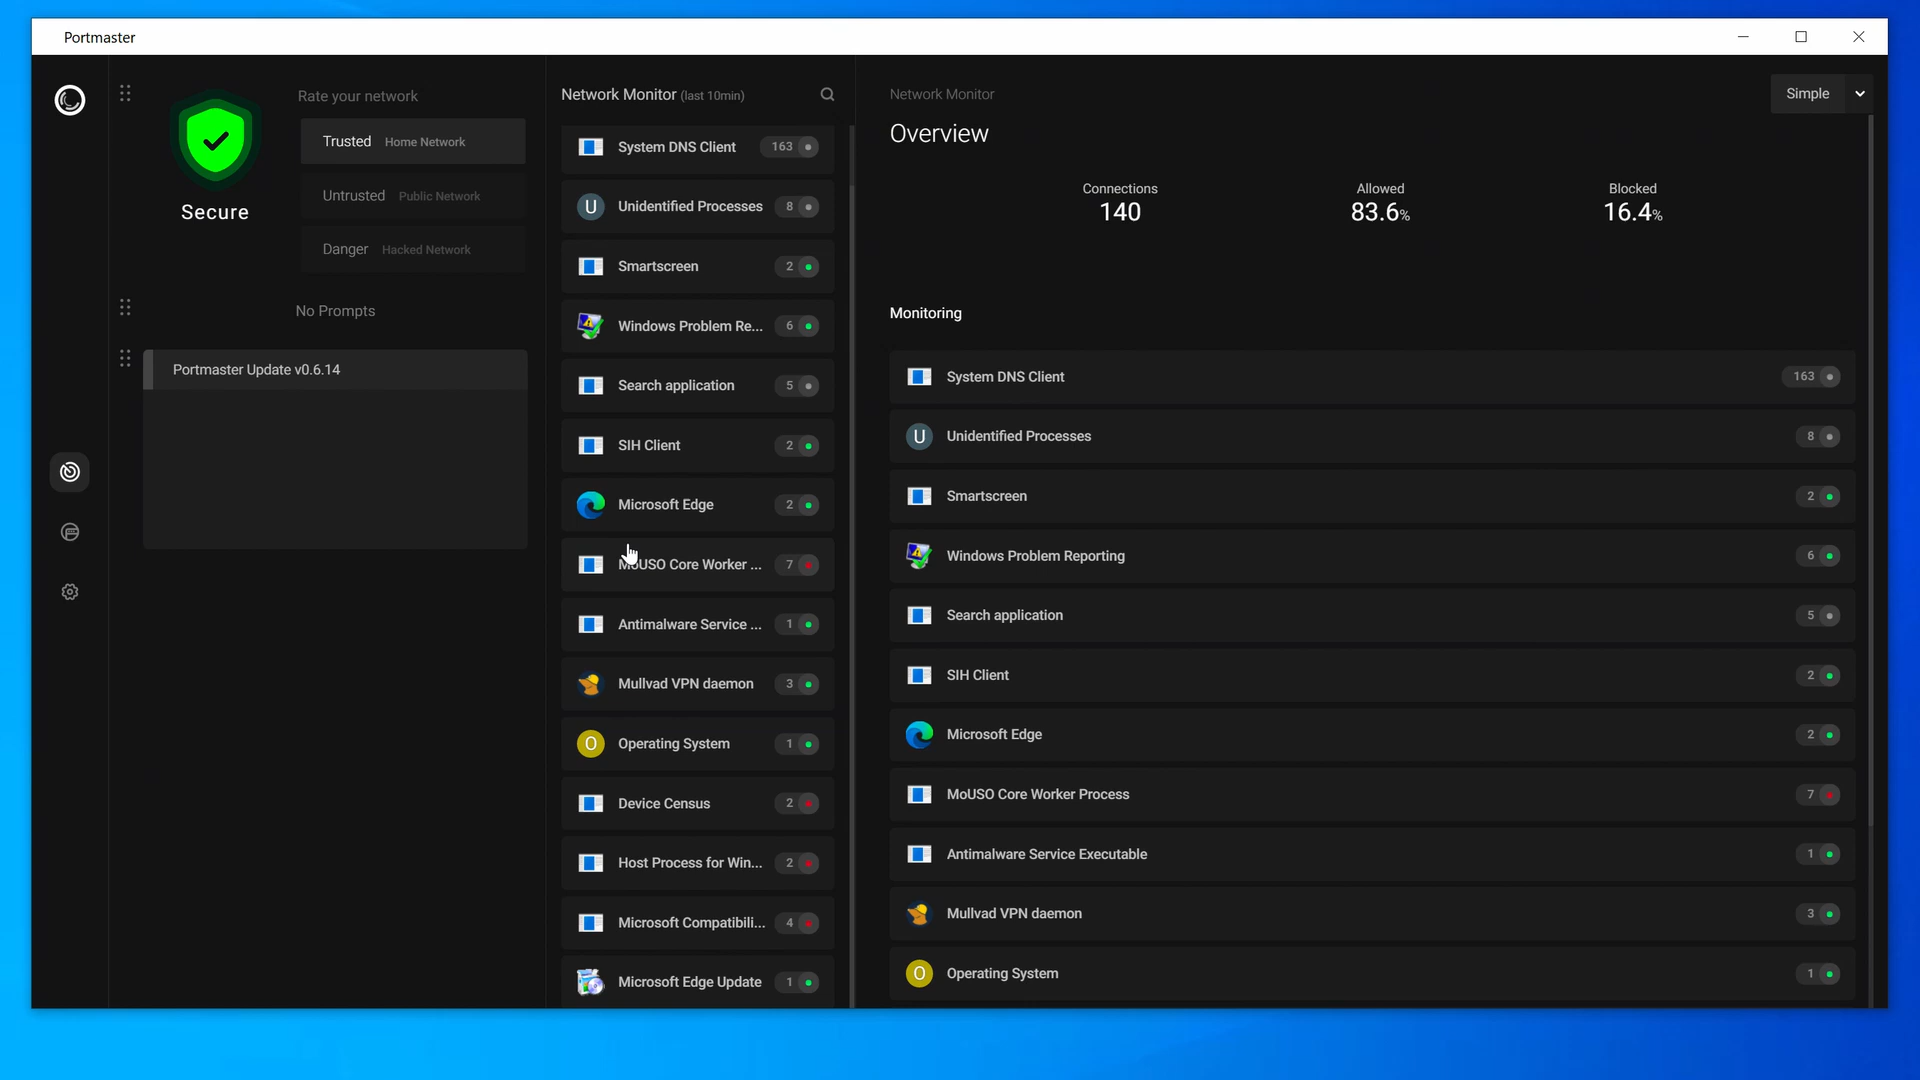 Portmaster
Rate your network
Trusted Home Network
Untrusted Public Network
Danger Hacked Network
Secure
No Prompts
Portmaster Update v0.6.14
Network Monitor (last 10min)
System DNS Client 163
U Unidentified Processes 8
Smartscreen 2
Windows Problem Re... 6
Search application 5
SIH Client 2
Microsoft Edge 2
MoUSO Core Worker ... 7
Antimalware Service ... 1
Mullvad VPN daemon 3
O Operating System 1
Device Census 2
Host Process for Win... 2
Microsoft Compatibili... 4
Microsoft Edge Update 1
Network Monitor
Simple
Overview
Connections
140
Allowed
83.6%
Blocked
16.4%
Monitoring
System DNS Client 163
U Unidentified Processes 8
Smartscreen 2
Windows Problem Reporting 6
Search application 5
SIH Client 2
Microsoft Edge 2
MoUSO Core Worker Process 7
Antimalware Service Executable 1
Mullvad VPN daemon 3
O Operating System 1